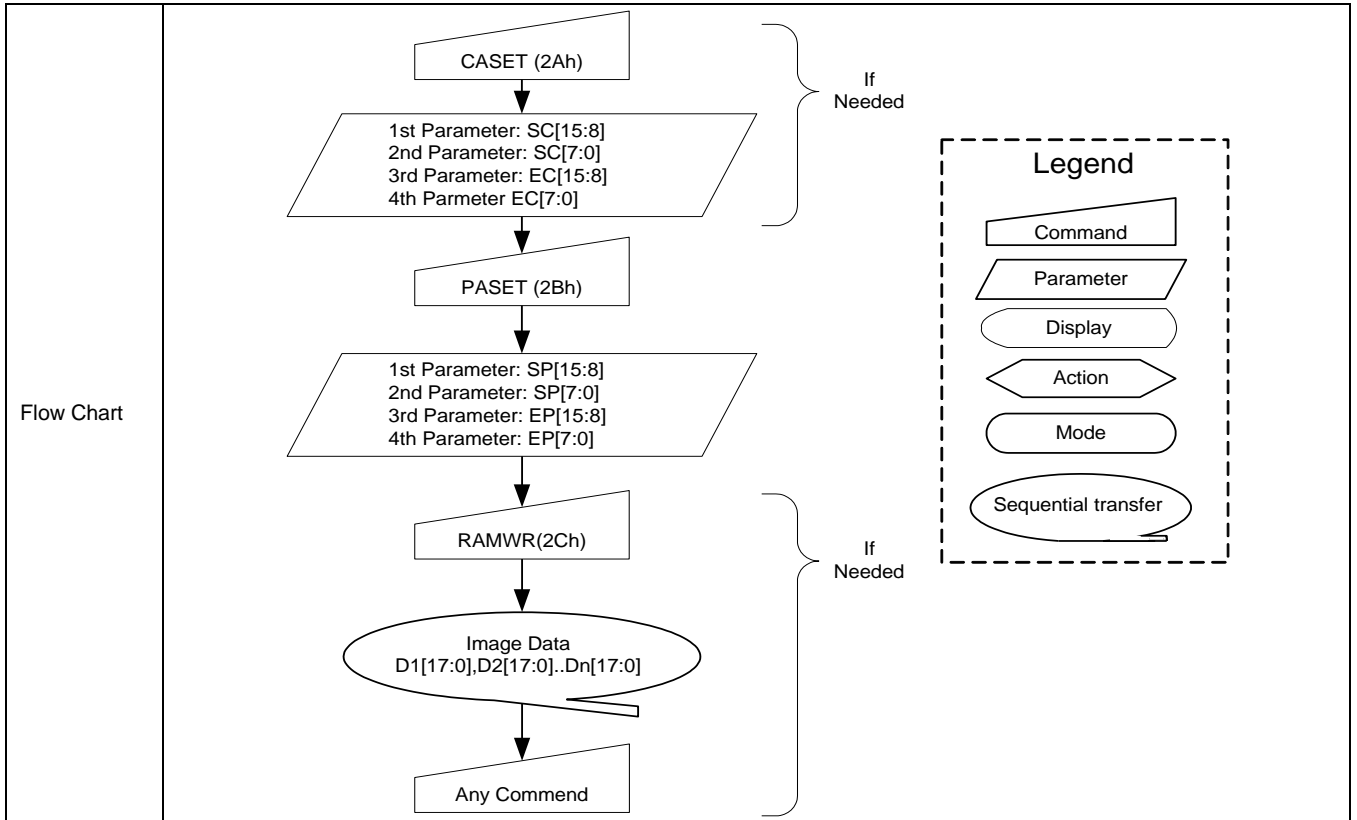 Flow Chart
CASET (2Ah)
If
Needed
1st Parameter: SC[15:8]
2nd Parameter: SC[7:0]
3rd Parameter: EC[15:8]
4th Parmeter EC[7:0]
PASET (2Bh)
1st Parameter: SP[15:8]
2nd Parameter: SP[7:0]
3rd Parameter: EP[15:8]
4th Parameter: EP[7:0]
RAMWR(2Ch)
If
Needed
Image Data
D1[17:0],D2[17:0]..Dn[17:0]
Any Commend
Legend
Command
Parameter
Display
Action
Mode
Sequential transfer